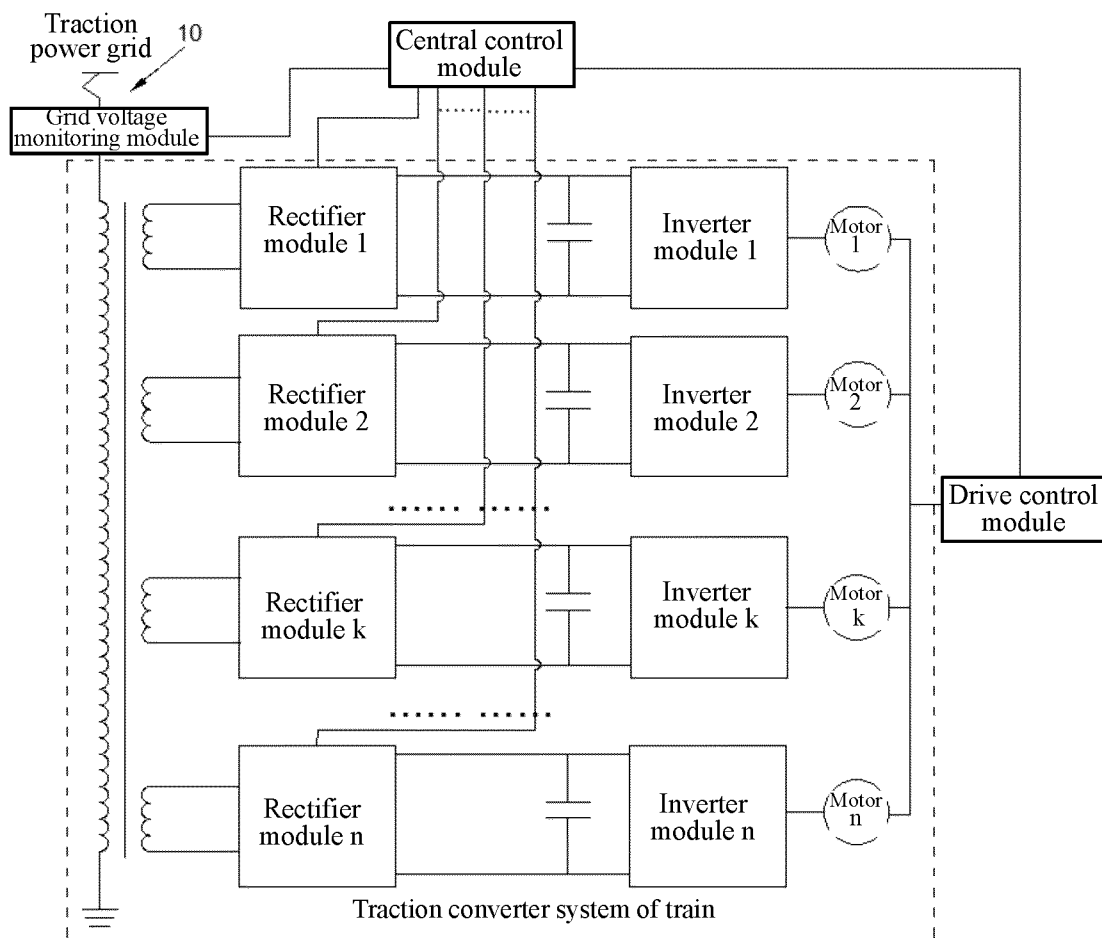 Traction
power grid
10
Central control
module
Grid voltage
monitoring module
Rectifier
module 1
Inverter
module 1
Motor
1
Rectifier
module 2
Inverter
module 2
Motor
2
Drive control
module
Rectifier
module k
Inverter
module k
Motor
k
Rectifier
module n
Inverter
module n
Motor
n
Traction converter system of train